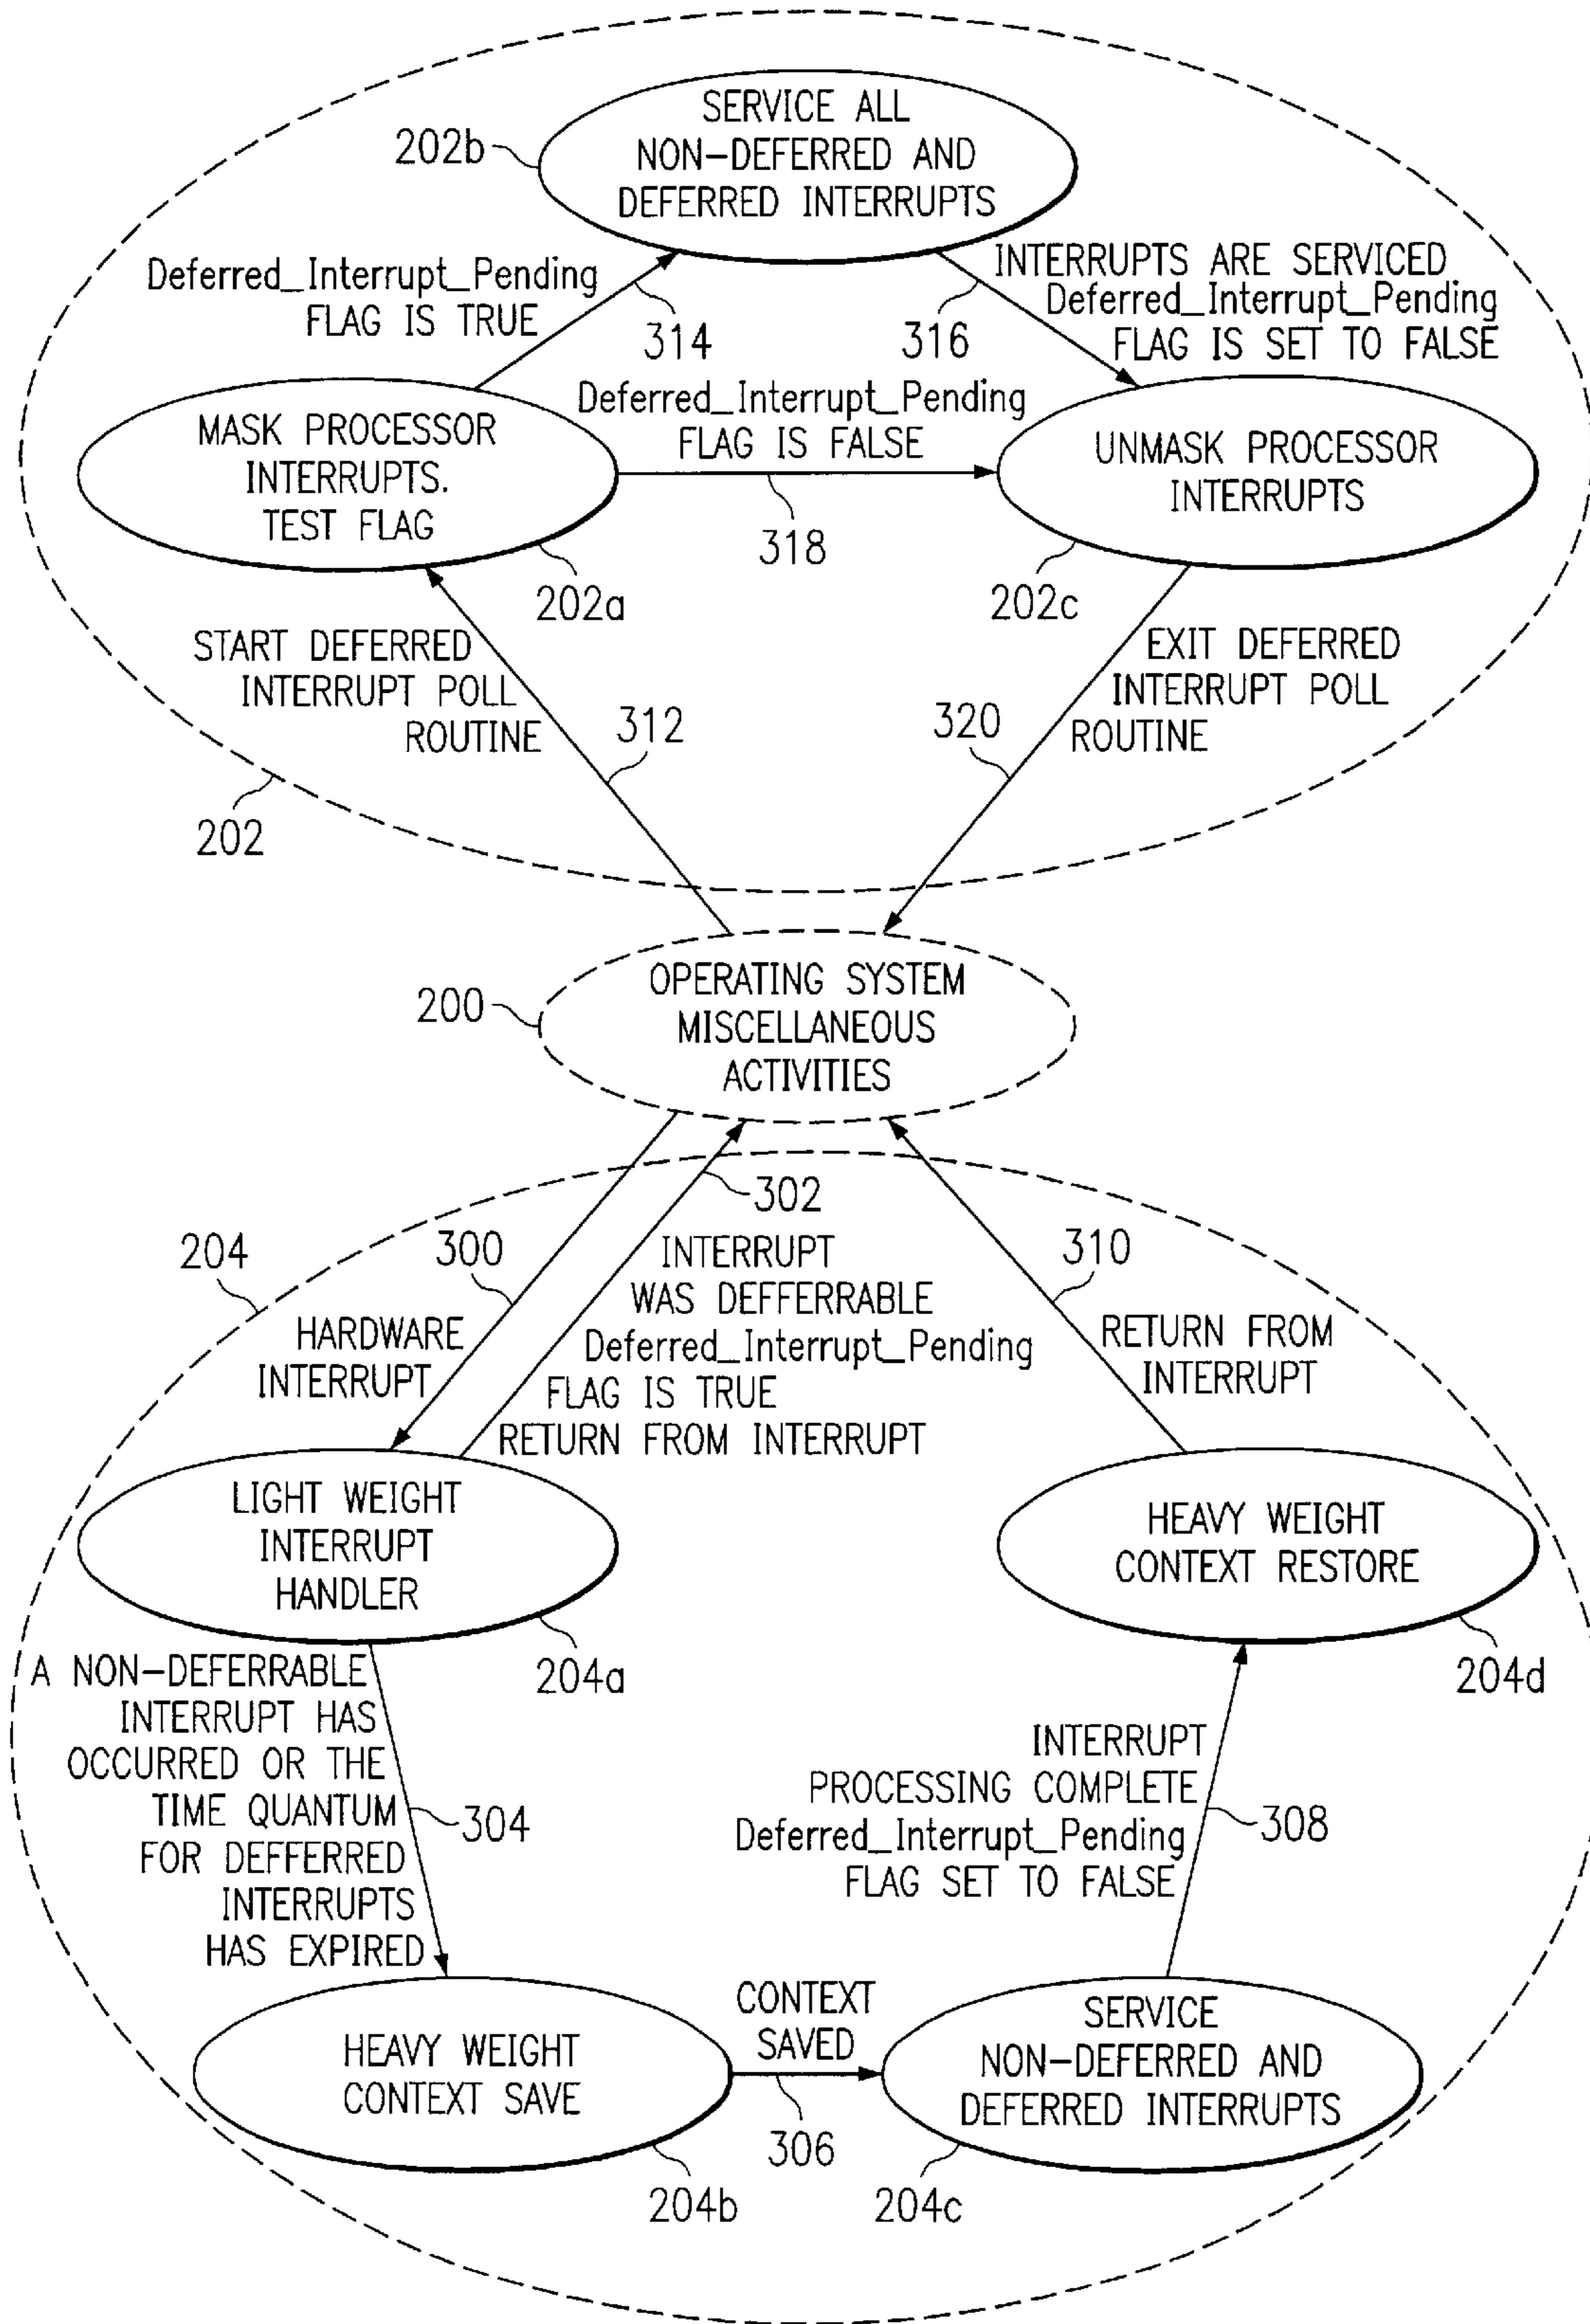 SERVICE ALL
NON-DEFERRED AND
DEFERRED INTERRUPTS
202b
Deferred_Interrupt_Pending
FLAG IS TRUE
314
316
INTERRUPTS ARE SERVICED
Deferred_Interrupt_Pending
FLAG IS SET TO FALSE
MASK PROCESSOR
INTERRUPTS.
TEST FLAG
202a
Deferred_Interrupt_Pending
FLAG IS FALSE
318
UNMASK PROCESSOR
INTERRUPTS
202c
START DEFERRED
INTERRUPT POLL
ROUTINE
312
320
EXIT DEFERRED
INTERRUPT POLL
ROUTINE
202
200
OPERATING SYSTEM
MISCELLANEOUS
ACTIVITIES
204
300
HARDWARE
INTERRUPT
302
INTERRUPT
WAS DEFFERRABLE
Deferred_Interrupt_Pending
FLAG IS TRUE
RETURN FROM INTERRUPT
310
RETURN FROM
INTERRUPT
LIGHT WEIGHT
INTERRUPT
HANDLER
204a
HEAVY WEIGHT
CONTEXT RESTORE
204d
A NON-DEFERRABLE
INTERRUPT HAS
OCCURRED OR THE
TIME QUANTUM
FOR DEFFERRED
INTERRUPTS
HAS EXPIRED
304
INTERRUPT
PROCESSING COMPLETE
Deferred_Interrupt_Pending
FLAG SET TO FALSE
308
HEAVY WEIGHT
CONTEXT SAVE
204b
CONTEXT
SAVED
306
SERVICE
NON-DEFERRED AND
DEFERRED INTERRUPTS
204c